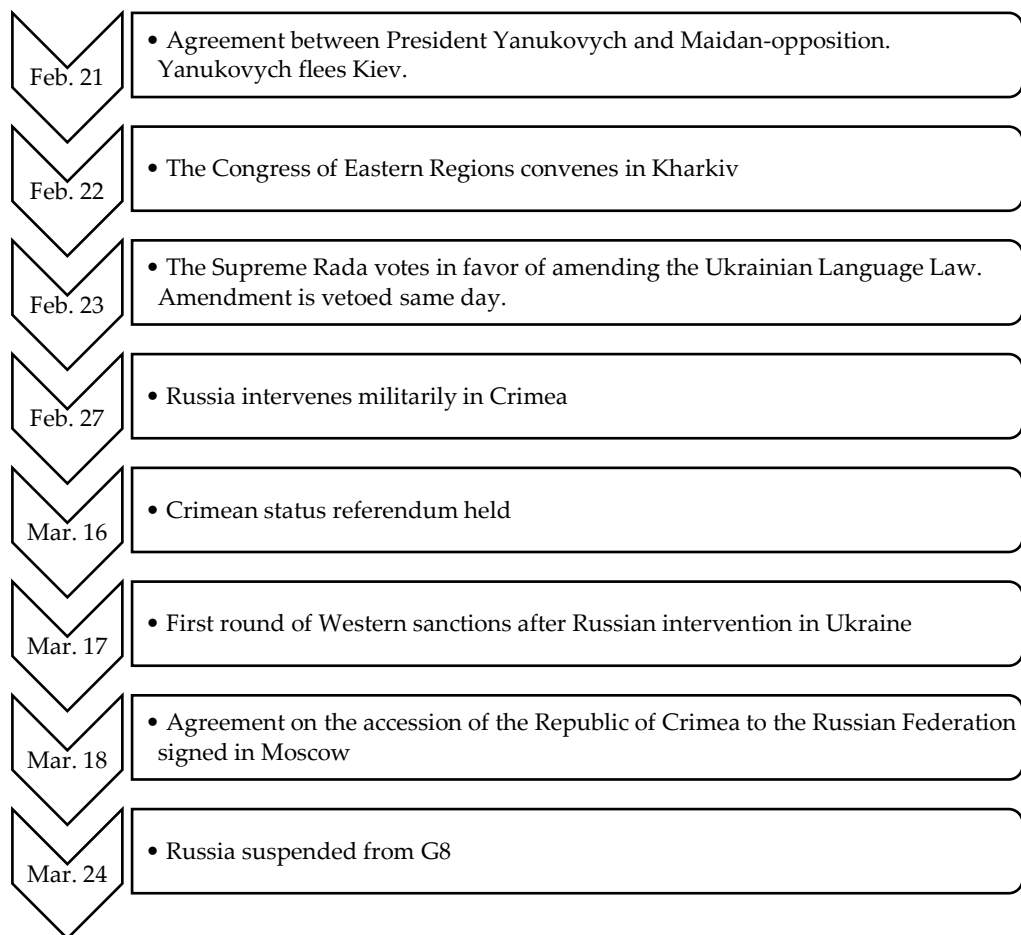 Feb. 21
• Agreement between President Yanukovych and Maidan-opposition.
Yanukovych flees Kiev.
Feb. 22
• The Congress of Eastern Regions convenes in Kharkiv
Feb. 23
• The Supreme Rada votes in favor of amending the Ukrainian Language Law.
Amendment is vetoed same day.
Feb. 27
• Russia intervenes militarily in Crimea
Mar. 16
• Crimean status referendum held
Mar. 17
• First round of Western sanctions after Russian intervention in Ukraine
Mar. 18
• Agreement on the accession of the Republic of Crimea to the Russian Federation
signed in Moscow
Mar. 24
• Russia suspended from G8